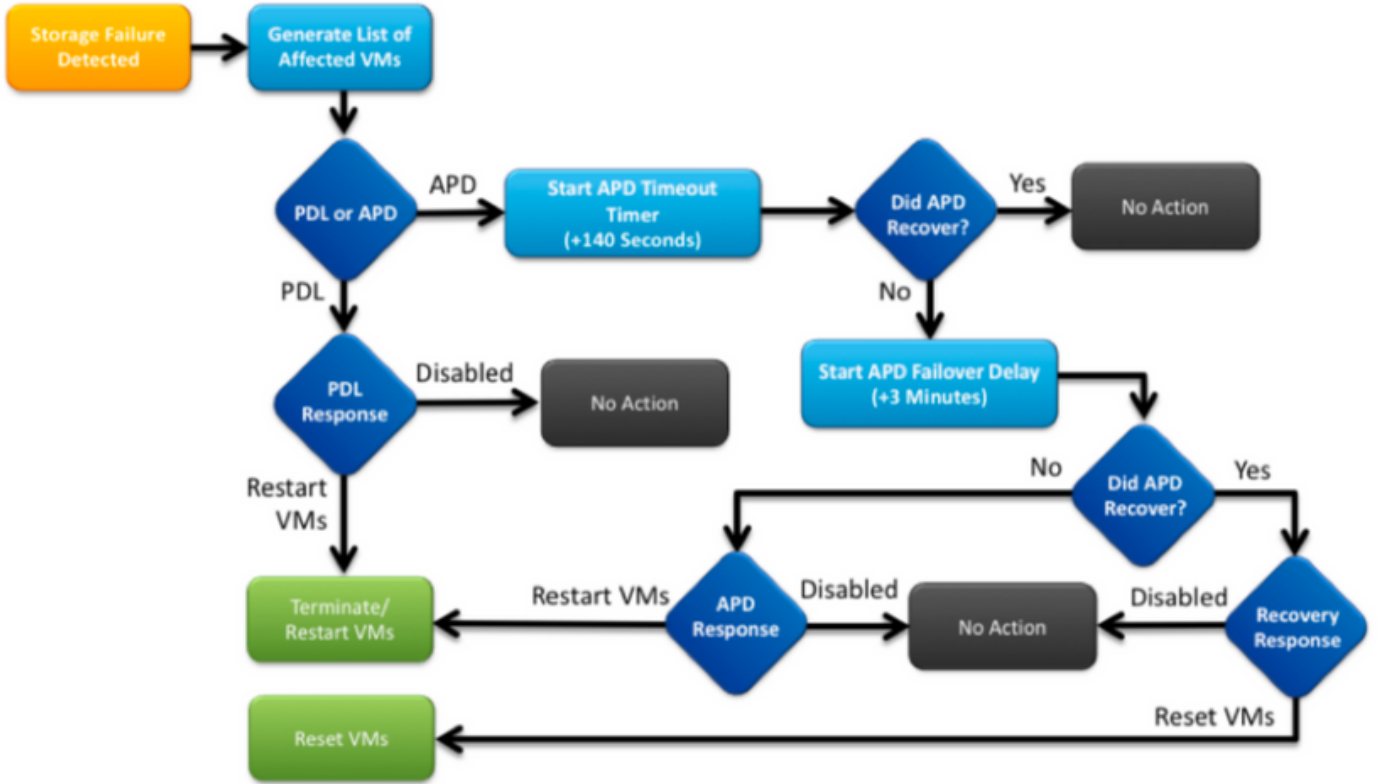 Storage Failure
Detected
Generate List of
Affected VMs
PDL or APD
APD
Start APD Timeout
Timer
(+140 Seconds)
Did APD
Recover?
Yes
No Action
PDL
No
PDL
Response
Disabled
No Action
Start APD Failover Delay
(+3 Minutes)
Restart
VMs
No
Did APD
Recover?
Yes
Terminate/
Restart VMs
Restart VMs
APD
Response
Disabled
No Action
Disabled
Recovery
Response
Reset VMs
Reset VMs